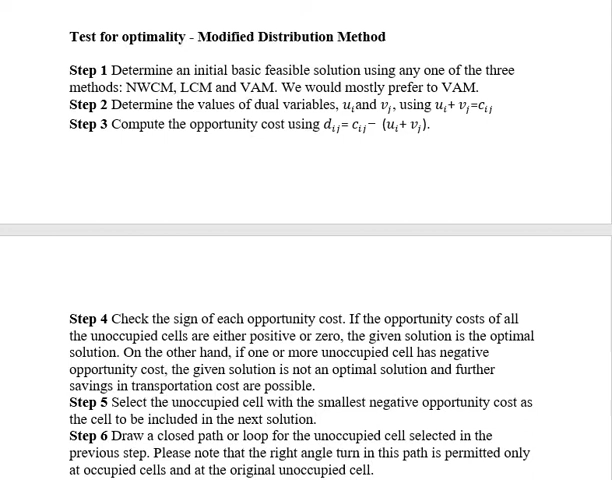 Test for optimality - Modified Distribution Method
Step 1 Determine an initial basic feasible solution using any one of the three
methods: NWCM, LCM and VAM. We would mostly prefer to VAM.
Step 2 Determine the values of dual variables, uᵢand vⱼ, using uᵢ+ vⱼ=cᵢⱼ
Step 3 Compute the opportunity cost using dᵢⱼ= cᵢⱼ− (uᵢ+ vⱼ).
Step 4 Check the sign of each opportunity cost. If the opportunity costs of all
the unoccupied cells are either positive or zero, the given solution is the optimal
solution. On the other hand, if one or more unoccupied cell has negative
opportunity cost, the given solution is not an optimal solution and further
savings in transportation cost are possible.
Step 5 Select the unoccupied cell with the smallest negative opportunity cost as
the cell to be included in the next solution.
Step 6 Draw a closed path or loop for the unoccupied cell selected in the
previous step. Please note that the right angle turn in this path is permitted only
at occupied cells and at the original unoccupied cell.